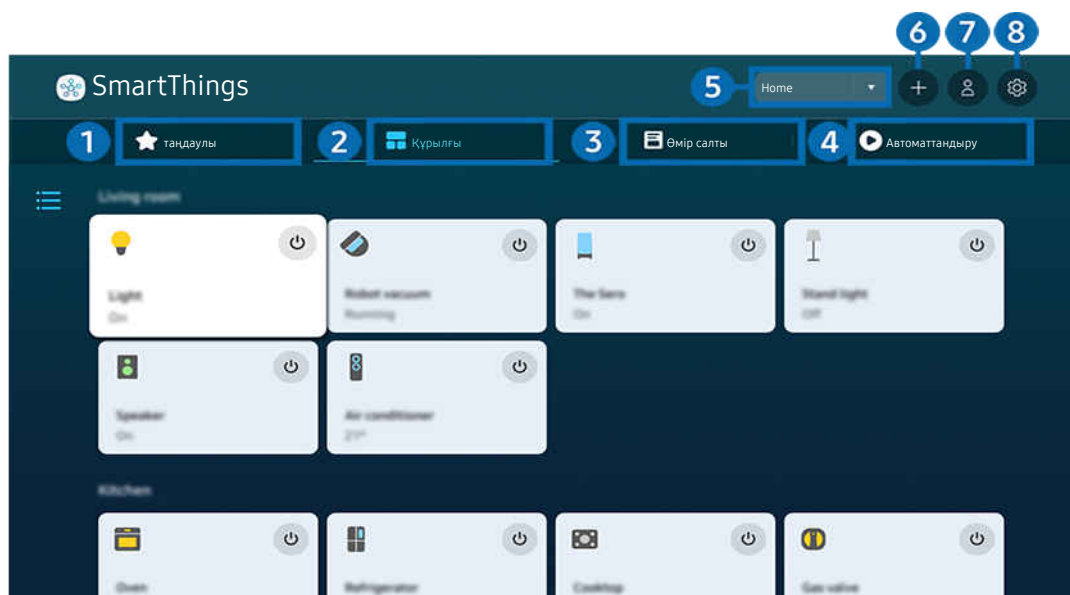 6 7 8
SmartThings
5 Home
1 таңдаулы 2 Құрылғы 3 Өмір салты 4 Автоматтандыру
Living room
Light Robot vacuum The Sero Stand light
On Running On Off
Speaker Air conditioner
On 21°
Kitchen
Oven Refrigerator Cooktop Gas valve